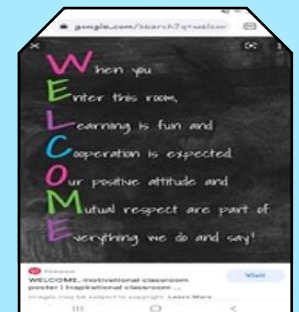 google.com/search?q=welcom
When you
Enter this room,
Learning is fun and
Cooperation is expected.
Our positive attitude and
Mutual respect are part of
Everything we do and say!
Pinterest
WELCOME, motivational classroom
poster | Inspirational classroom ...
Visit
Images may be subject to copyright. Learn More